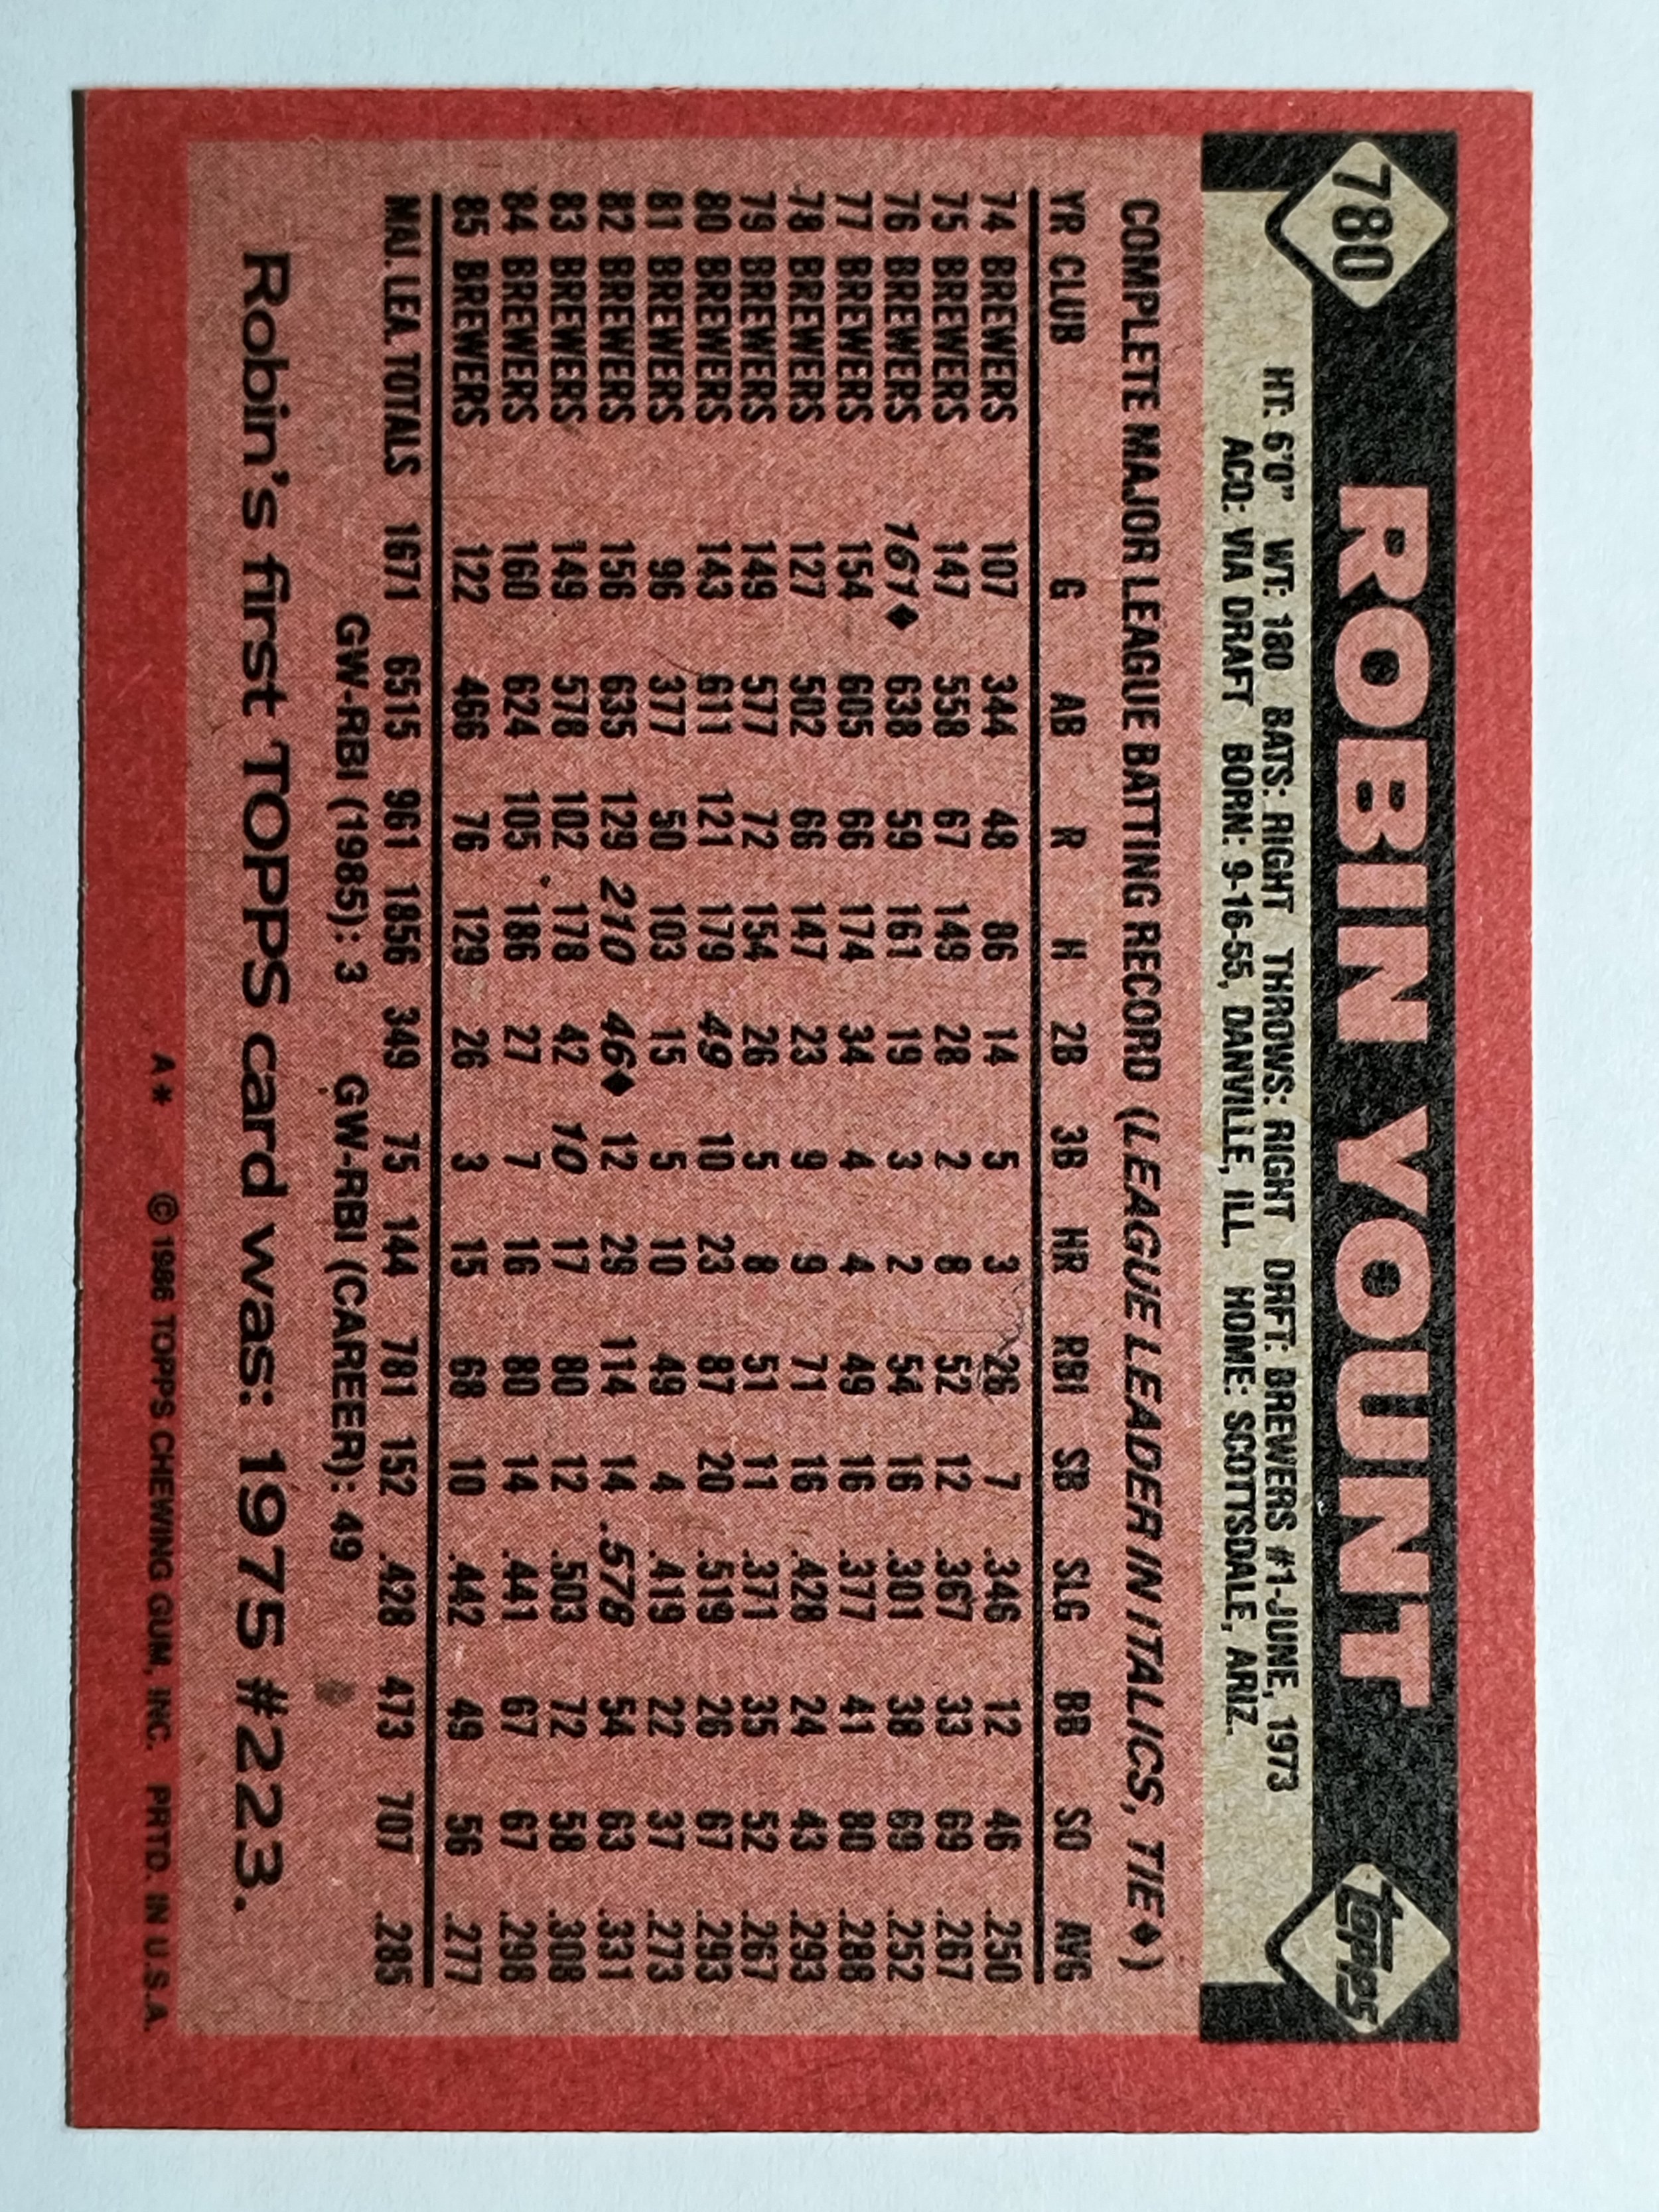 780 ROBIN YOUNT topps
HT: 6'0" WT: 180 BATS: RIGHT THROWS: RIGHT DRFT: BREWERS #1-JUNE, 1973
ACQ: VIA DRAFT BORN: 9-16-55, DANVILLE, ILL. HOME: SCOTTSDALE, ARIZ.
COMPLETE MAJOR LEAGUE BATTING RECORD (LEAGUE LEADER IN ITALICS, TIE♦)
YR CLUB G AB R H 2B 3B HR RBI SB SLG BB SO AVG
74 BREWERS 107 344 48 86 14 5 3 26 7 .346 12 46 .250
75 BREWERS 147 558 67 149 28 2 8 52 12 .367 33 69 .267
76 BREWERS 161♦ 638 59 161 19 3 2 54 16 .301 38 69 .252
77 BREWERS 154 605 66 174 34 4 4 49 16 .377 41 80 .288
78 BREWERS 127 502 66 147 23 9 9 71 16 .428 24 43 .293
79 BREWERS 149 577 72 154 26 5 8 51 11 .371 35 52 .267
80 BREWERS 143 611 121 179 49 10 23 87 20 .519 26 67 .293
81 BREWERS 96 377 50 103 15 5 10 49 4 .419 22 37 .273
82 BREWERS 156 635 129 210 46♦ 12 29 114 14 .578 54 63 .331
83 BREWERS 149 578 102 178 42 10 17 80 12 .503 72 58 .308
84 BREWERS 160 624 105 186 27 7 16 80 14 .441 67 67 .298
85 BREWERS 122 466 76 129 26 3 15 68 10 .442 49 56 .277
MAJ. LEA. TOTALS 1671 6515 961 1856 349 75 144 781 152 .428 473 707 .285
GW-RBI (1985): 3 GW-RBI (CAREER): 49
Robin's first TOPPS card was: 1975 #223.
A* © 1986 TOPPS CHEWING GUM, INC. PRTD. IN U.S.A.